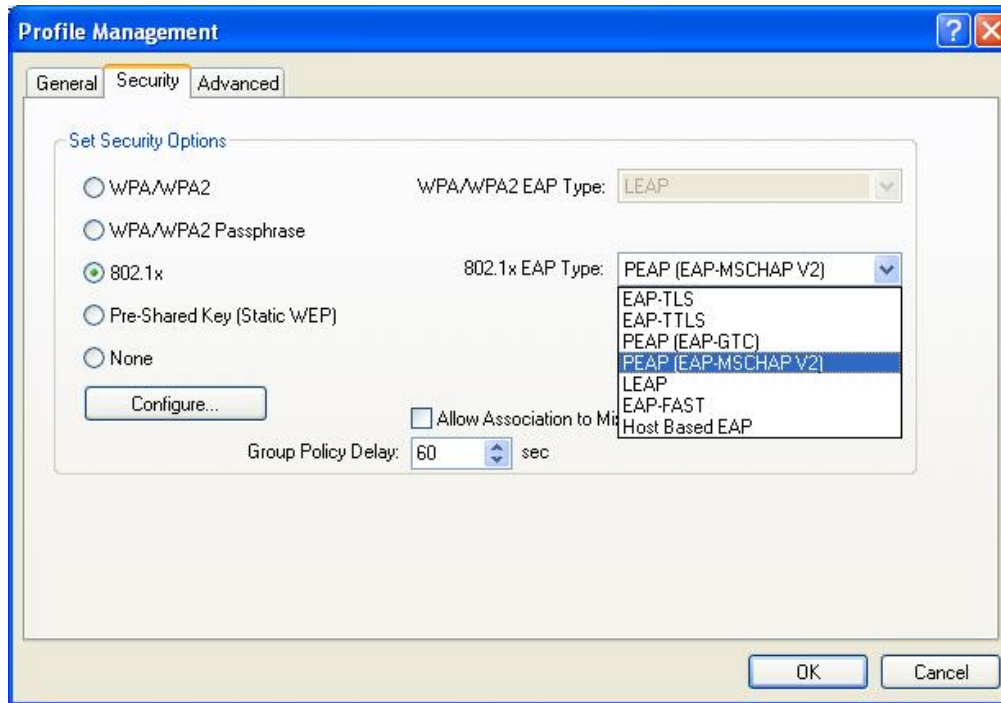 Profile Management
General Security Advanced
Set Security Options
WPA/WPA2 WPA/WPA2 EAP Type: LEAP
WPA/WPA2 Passphrase
802.1x 802.1x EAP Type: PEAP (EAP-MSCHAP V2)
EAP-TLS
EAP-TTLS
Pre-Shared Key (Static WEP)
PEAP (EAP-GTC)
PEAP (EAP-MSCHAP V2)
None
LEAP
EAP-FAST
Host Based EAP
Configure...
Allow Association to
Group Policy Delay: 60 sec
OK Cancel